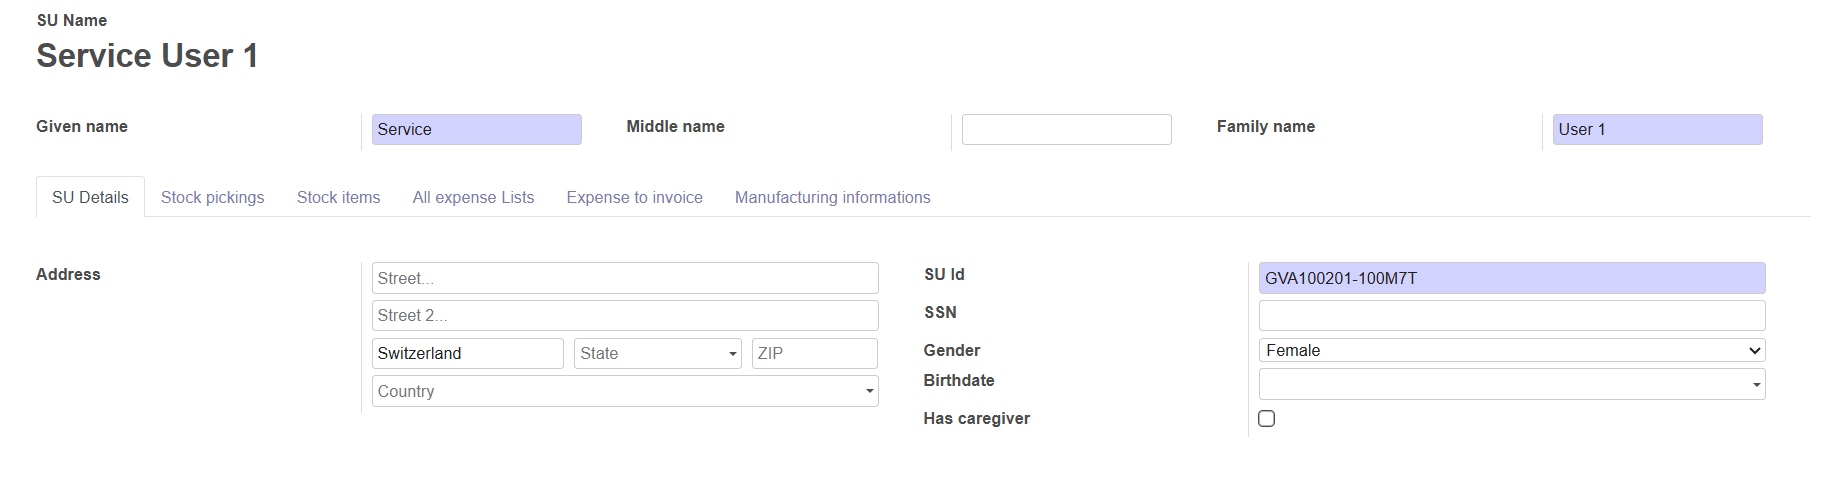 SU Name
Service User 1
Given name Service Middle name Family name User 1
SU Details Stock pickings Stock items All expense Lists Expense to invoice Manufacturing informations
Address Street... SU Id GVA100201-100M7T
Street 2... SSN
Switzerland State ZIP Gender Female
Country Birthdate
Has caregiver